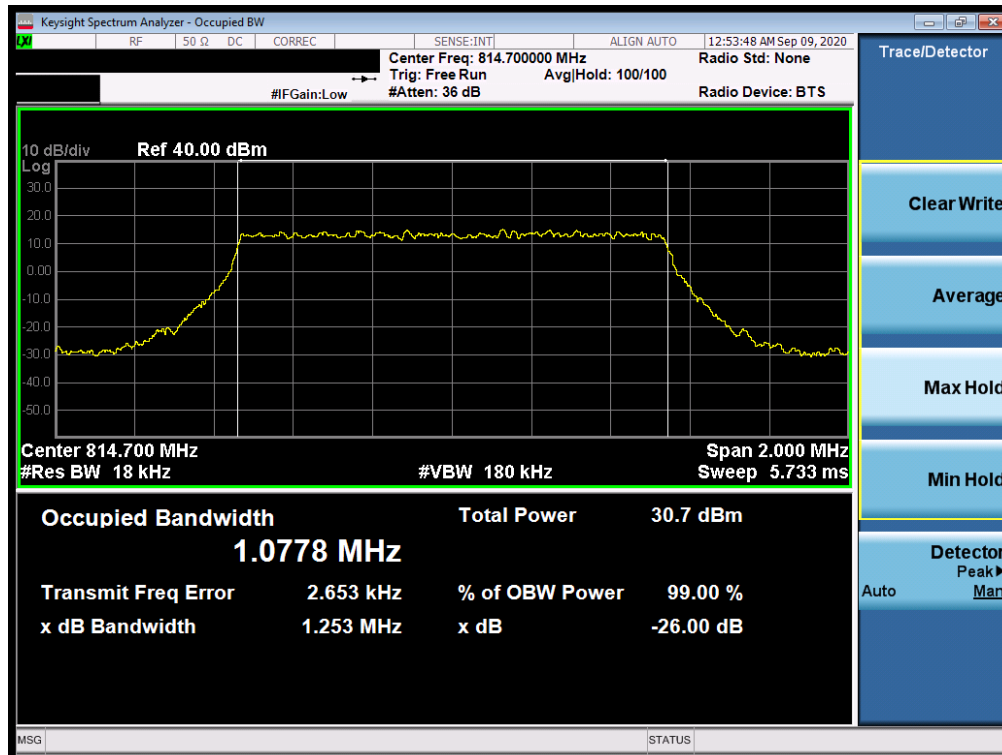 Keysight Spectrum Analyzer - Occupied BW
LXI RF 50 Ω DC CORREC SENSE:INT ALIGN AUTO 12:53:48 AM Sep 09, 2020
Center Freq: 814.700000 MHz Radio Std: None
Trig: Free Run Avg|Hold: 100/100
#IFGain:Low #Atten: 36 dB Radio Device: BTS
10 dB/div Ref 40.00 dBm
Log
30.0
20.0
10.0
0.00
-10.0
-20.0
-30.0
-40.0
-50.0
Center 814.700 MHz Span 2.000 MHz
#Res BW 18 kHz #VBW 180 kHz Sweep 5.733 ms
Occupied Bandwidth Total Power 30.7 dBm
1.0778 MHz
Transmit Freq Error 2.653 kHz % of OBW Power 99.00 %
x dB Bandwidth 1.253 MHz x dB -26.00 dB
MSG STATUS
Trace/Detector
Clear Write
Average
Max Hold
Min Hold
Detector
Peak▶
Auto Man